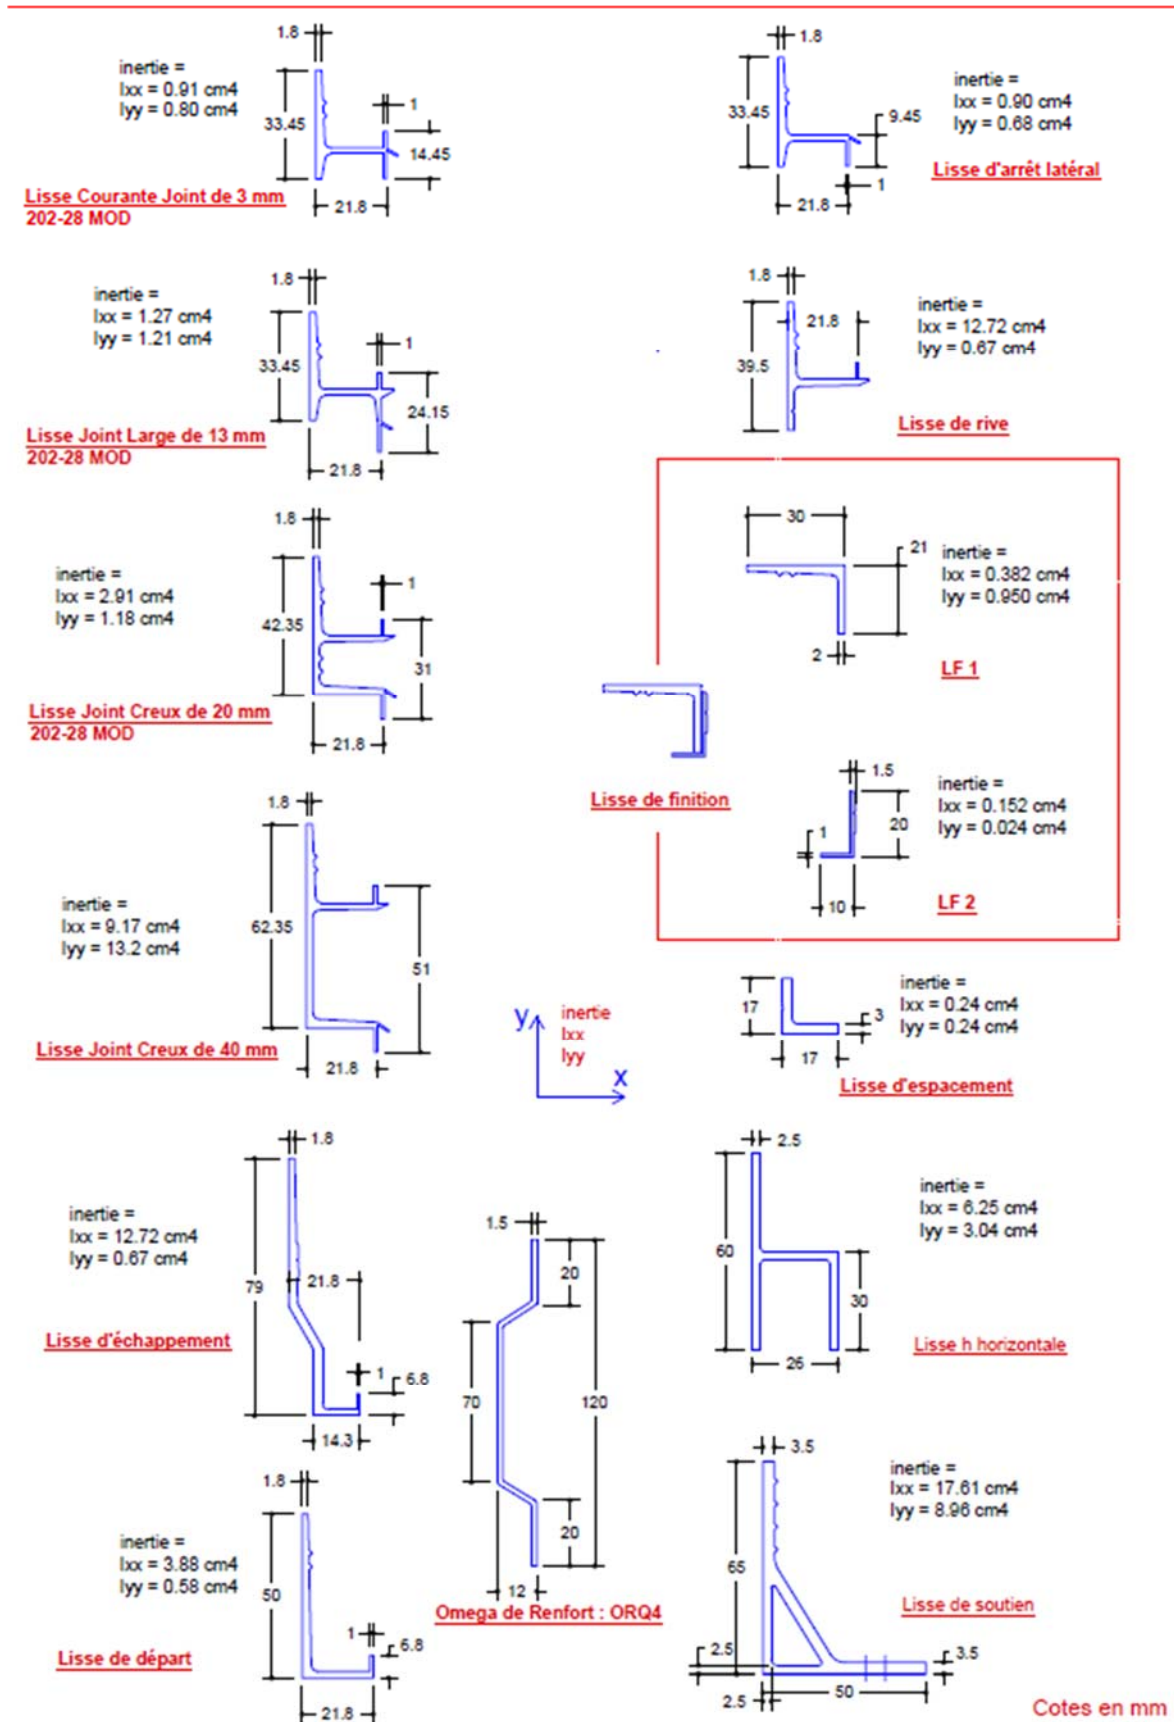 1.8
inertie =
Ixx = 0.91 cm4
Iyy = 0.80 cm4
33.45
1
14.45
21.8
Lisse Courante Joint de 3 mm
202-28 MOD
1.8
inertie =
Ixx = 0.90 cm4
Iyy = 0.68 cm4
33.45
9.45
1
21.8
Lisse d'arrêt latéral
1.8
inertie =
Ixx = 1.27 cm4
Iyy = 1.21 cm4
33.45
1
24.15
21.8
Lisse Joint Large de 13 mm
202-28 MOD
1.8
21.8
39.5
inertie =
Ixx = 12.72 cm4
Iyy = 0.67 cm4
Lisse de rive
1.8
inertie =
Ixx = 2.91 cm4
Iyy = 1.18 cm4
42.35
1
31
21.8
Lisse Joint Creux de 20 mm
202-28 MOD
30
21
inertie =
Ixx = 0.382 cm4
Iyy = 0.950 cm4
2
LF 1
Lisse de finition
1.5
inertie =
Ixx = 0.152 cm4
Iyy = 0.024 cm4
1
20
10
LF 2
1.8
inertie =
Ixx = 9.17 cm4
Iyy = 13.2 cm4
62.35
51
21.8
Lisse Joint Creux de 40 mm
y
x
inertie
Ixx
Iyy
17
3
17
inertie =
Ixx = 0.24 cm4
Iyy = 0.24 cm4
Lisse d'espacement
1.8
inertie =
Ixx = 12.72 cm4
Iyy = 0.67 cm4
79
21.8
1
6.8
14.3
Lisse d'échappement
1.5
20
70
120
20
12
Omega de Renfort : ORQ4
2.5
60
30
26
inertie =
Ixx = 6.25 cm4
Iyy = 3.04 cm4
Lisse h horizontale
1.8
inertie =
Ixx = 3.88 cm4
Iyy = 0.58 cm4
50
1
6.8
21.8
Lisse de départ
3.5
65
2.5
2.5
50
3.5
inertie =
Ixx = 17.61 cm4
Iyy = 8.96 cm4
Lisse de soutien
Cotes en mm